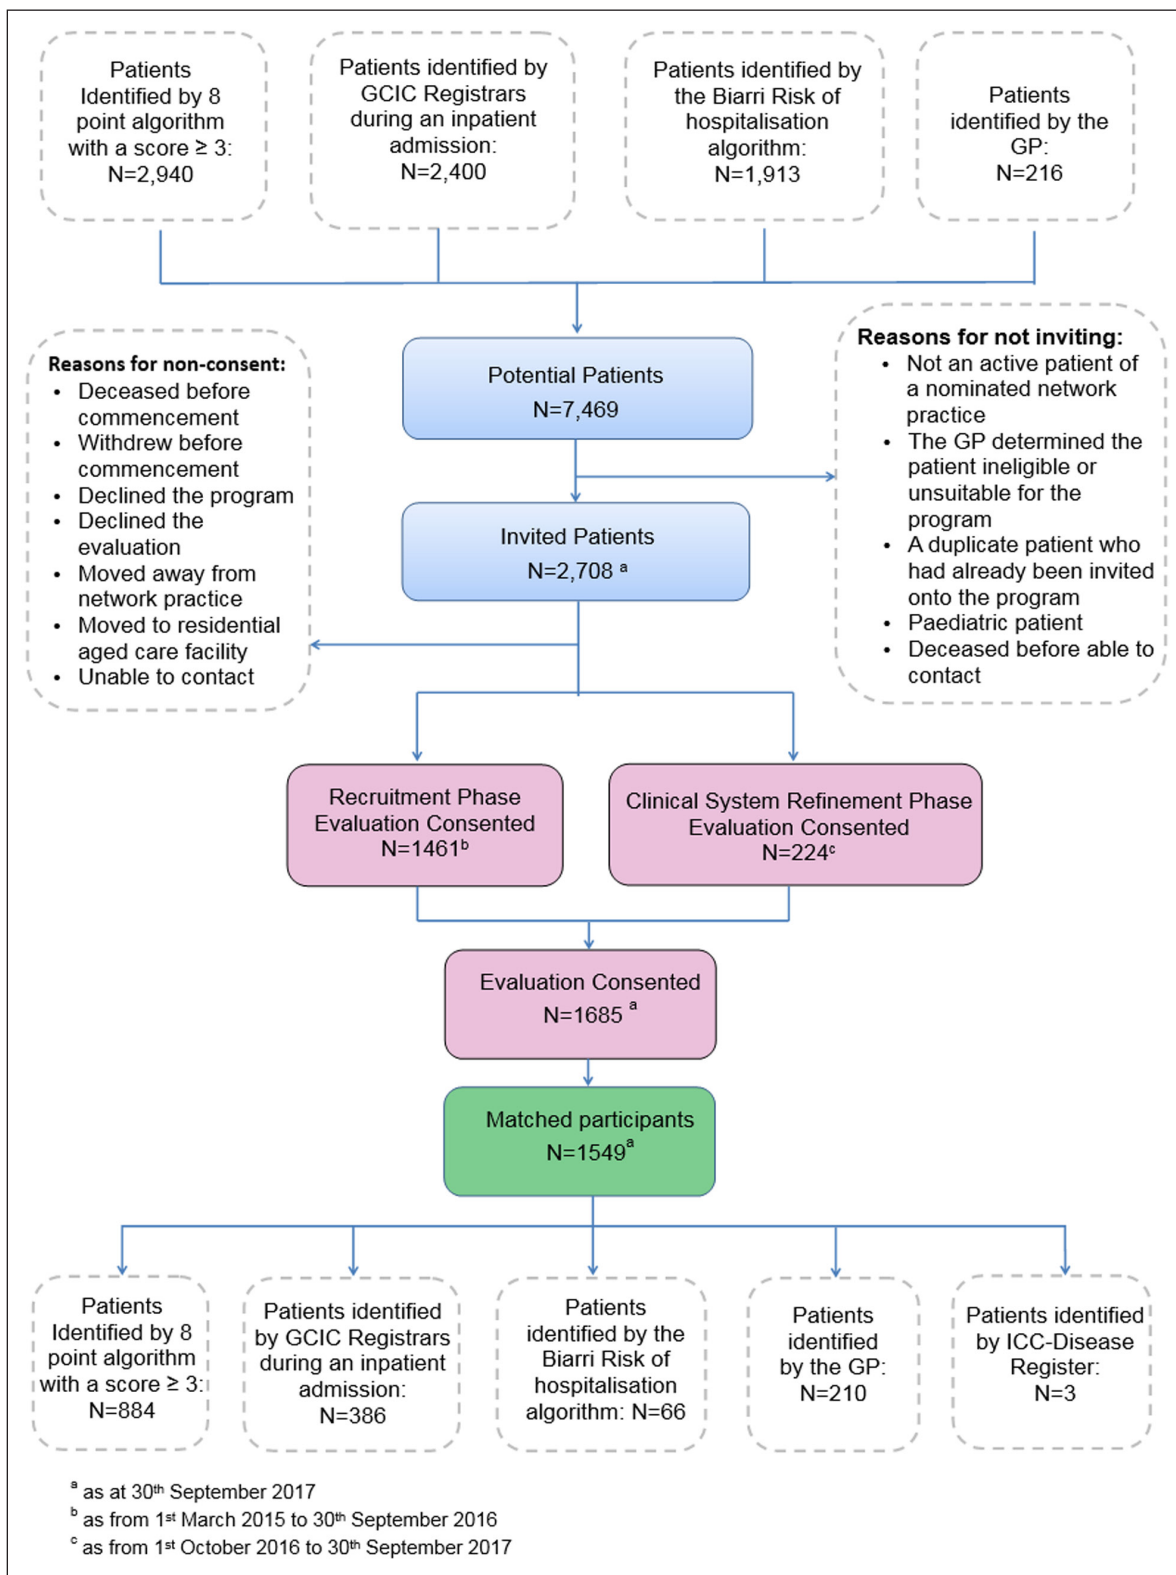 Patients
Identified by 8
point algorithm
with a score ≥ 3:
N=2,940
Patients identified by
GCIC Registrars
during an inpatient
admission:
N=2,400
Patients identified by
the Biarri Risk of
hospitalisation
algorithm:
N=1,913
Patients
identified by the
GP:
N=216
Potential Patients
N=7,469
Reasons for not inviting:
• Not an active patient of
a nominated network
practice
• The GP determined the
patient ineligible or
unsuitable for the
program
• A duplicate patient who
had already been invited
onto the program
• Paediatric patient
• Deceased before able to
contact
Invited Patients
N=2,708 a
Reasons for non-consent:
• Deceased before
commencement
• Withdrew before
commencement
• Declined the program
• Declined the
evaluation
• Moved away from
network practice
• Moved to residential
aged care facility
• Unable to contact
Recruitment Phase
Evaluation Consented
N=1461b
Clinical System Refinement Phase
Evaluation Consented
N=224c
Evaluation Consented
N=1685 a
Matched participants
N=1549a
Patients
Identified by 8
point algorithm
with a score ≥ 3:
N=884
Patients identified
by GCIC Registrars
during an inpatient
admission:
N=386
Patients
identified by the
Biarri Risk of
hospitalisation
algorithm: N=66
Patients
identified
by the GP:
N=210
Patients identified
by ICC-Disease
Register:
N=3
a as at 30th September 2017
b as from 1st March 2015 to 30th September 2016
c as from 1st October 2016 to 30th September 2017